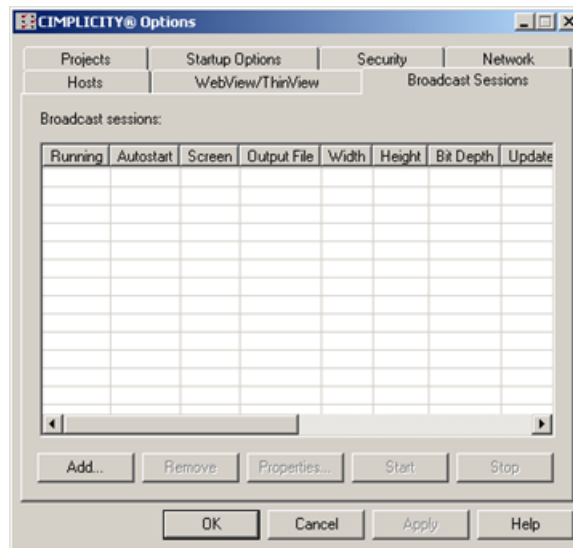 CIMPLICITY® Options
Projects Startup Options Security Network
Hosts WebView/ThinView Broadcast Sessions
Broadcast sessions:
Running Autostart Screen Output File Width Height Bit Depth Update
Add... Remove Properties... Start Stop
OK Cancel Apply Help